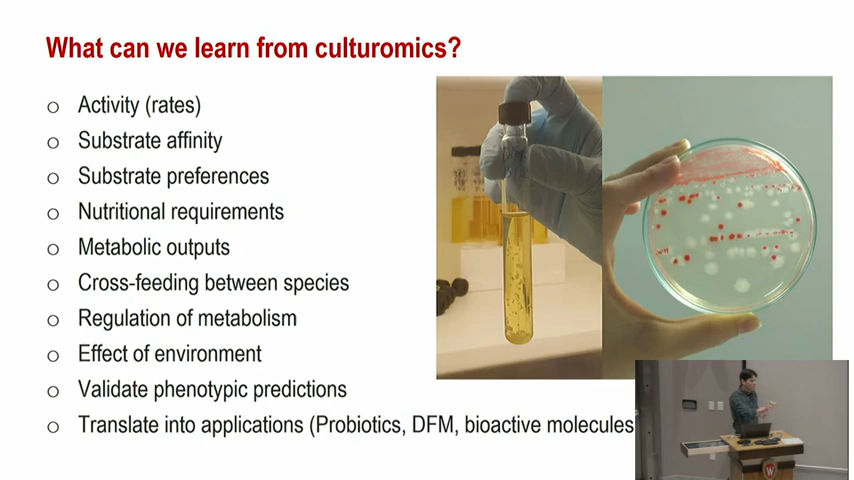 What can we learn from culturomics?
o Activity (rates)
o Substrate affinity
o Substrate preferences
o Nutritional requirements
o Metabolic outputs
o Cross-feeding between species
o Regulation of metabolism
o Effect of environment
o Validate phenotypic predictions
o Translate into applications (Probiotics, DFM, bioactive molecules
W